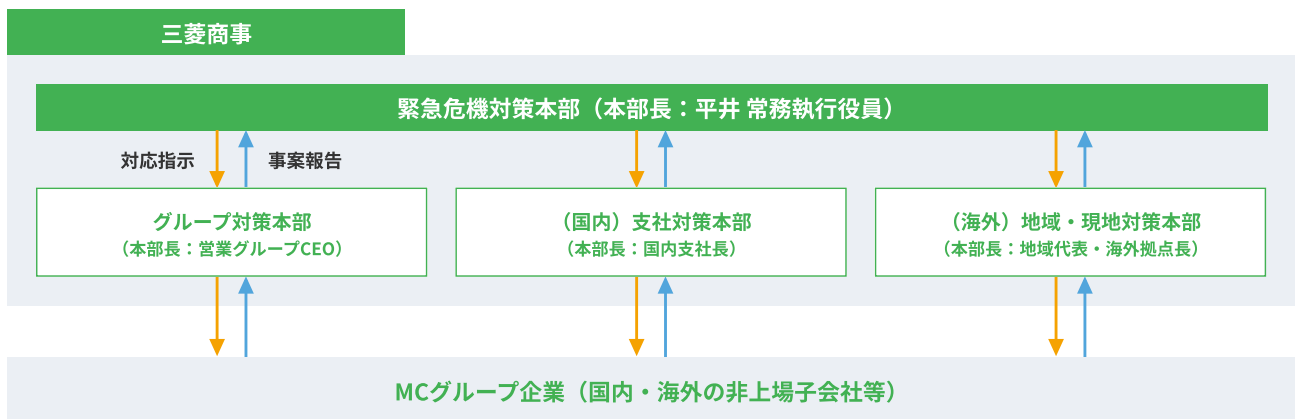 三菱商事
緊急危機対策本部（本部長：平井 常務執行役員）
対応指示
事案報告
グループ対策本部
（本部長：営業グループCEO）
（国内）支社対策本部
（本部長：国内支社長）
（海外）地域・現地対策本部
（本部長：地域代表・海外拠点長）
MCグループ企業（国内・海外の非上場子会社等）